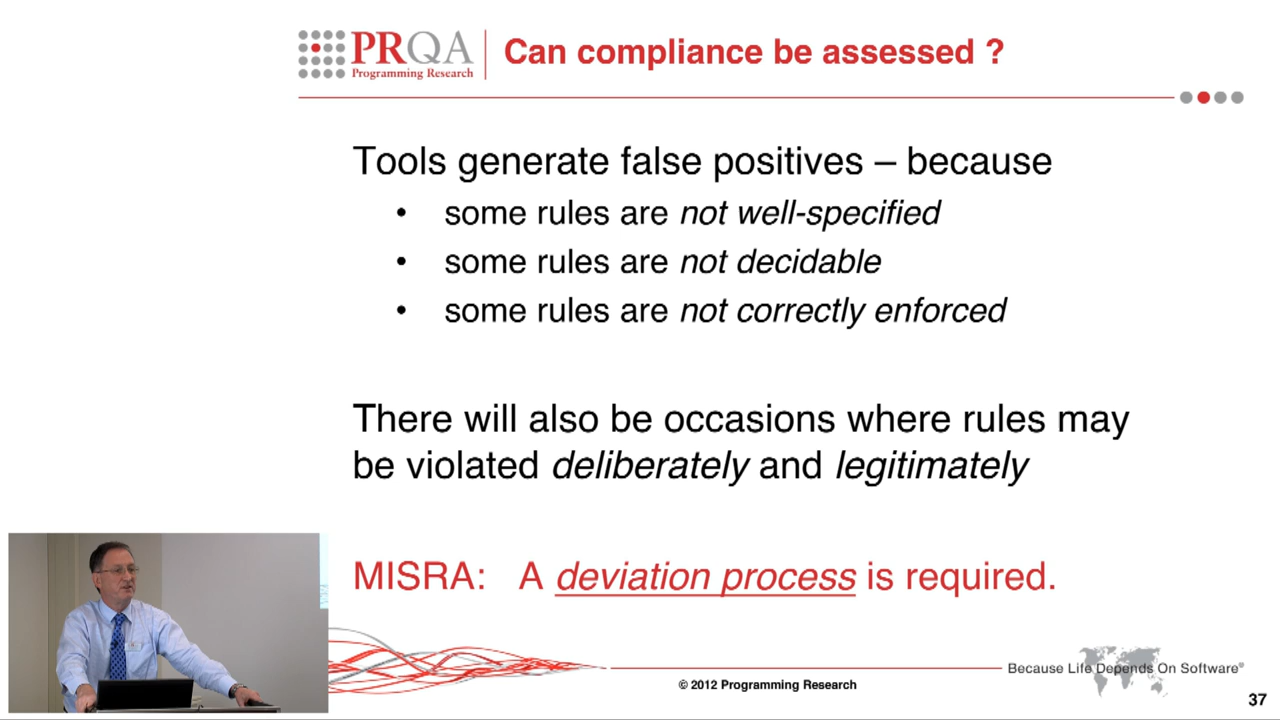 PRQA
Programming Research
Can compliance be assessed ?
Tools generate false positives – because
• some rules are not well-specified
• some rules are not decidable
• some rules are not correctly enforced
There will also be occasions where rules may
be violated deliberately and legitimately
MISRA: A deviation process is required.
Because Life Depends On Software®
© 2012 Programming Research
37